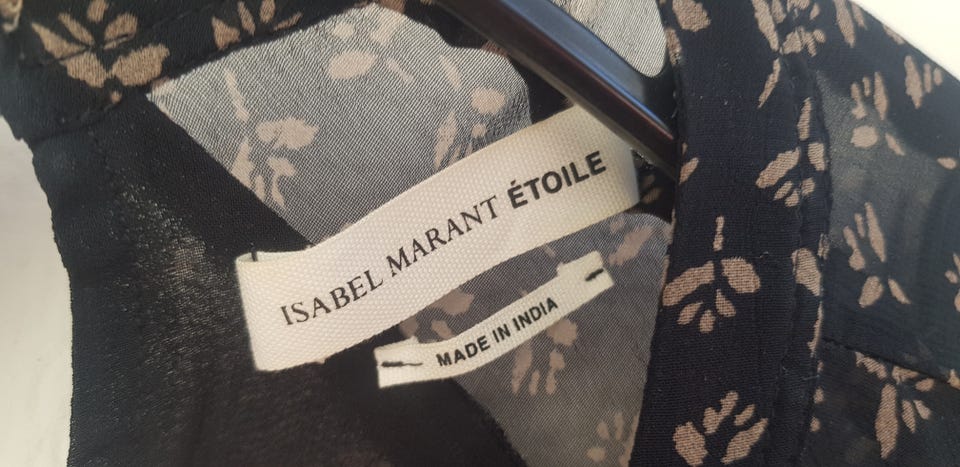 ISABEL MARANT ÉTOILE
MADE IN INDIA